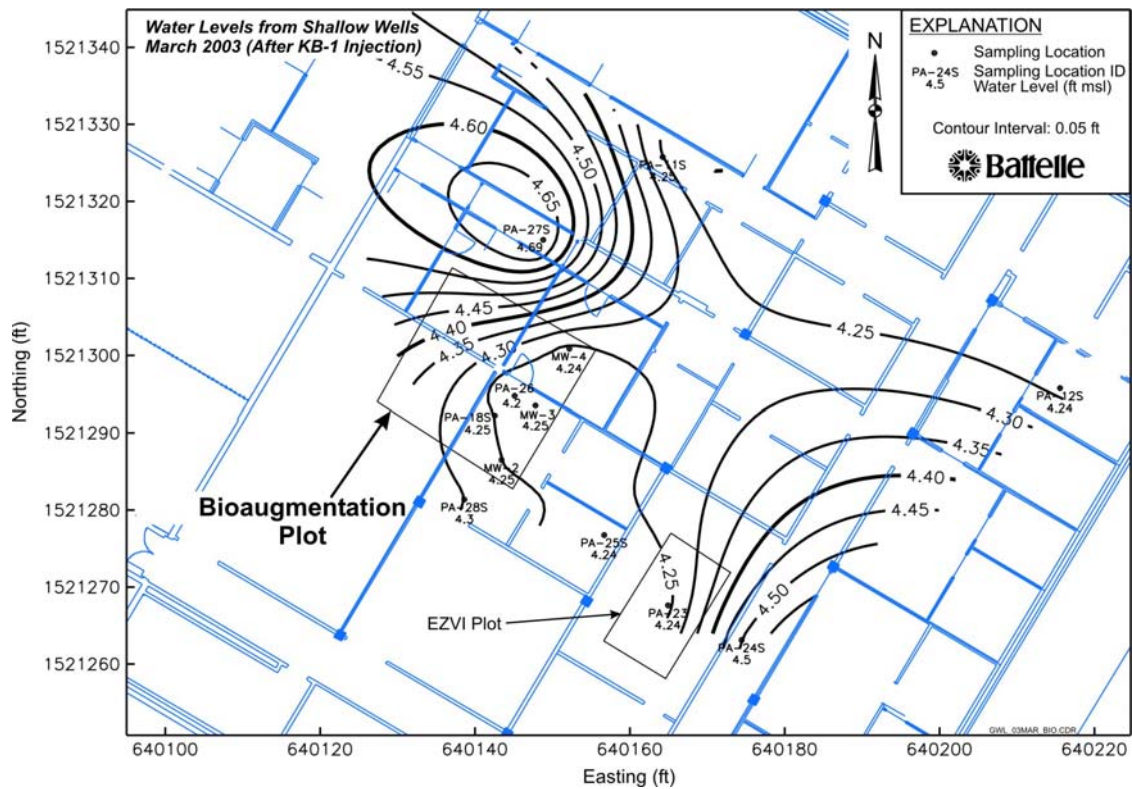 Water Levels from Shallow Wells
March 2003 (After KB-1 Injection)
EXPLANATION
Sampling Location
PA-24S Sampling Location ID
4.5 Water Level (ft msl)
Contour Interval: 0.05 ft
Battelle
N
1521340
1521330
1521320
1521310
1521300
1521290
1521280
1521270
1521260
Northing (ft)
4.55
4.60
4.50
4.65
PA-11S
4.25
PA-27S
4.69
4.45
4.40
4.35
4.30
4.25
MW-4
4.24
PA-26
4.2
MW-3
4.25
PA-18S
4.25
PA-12S
4.24
4.30
4.35
MW-2
4.25
4.40
PA-28S
4.3
4.45
Bioaugmentation
Plot
PA-25S
4.24
4.25
4.50
PA-23
4.24
EZVI Plot
PA-24S
4.5
GWL_03MAR_BIO.CDR
640100
640120
640140
640160
640180
640200
640220
Easting (ft)